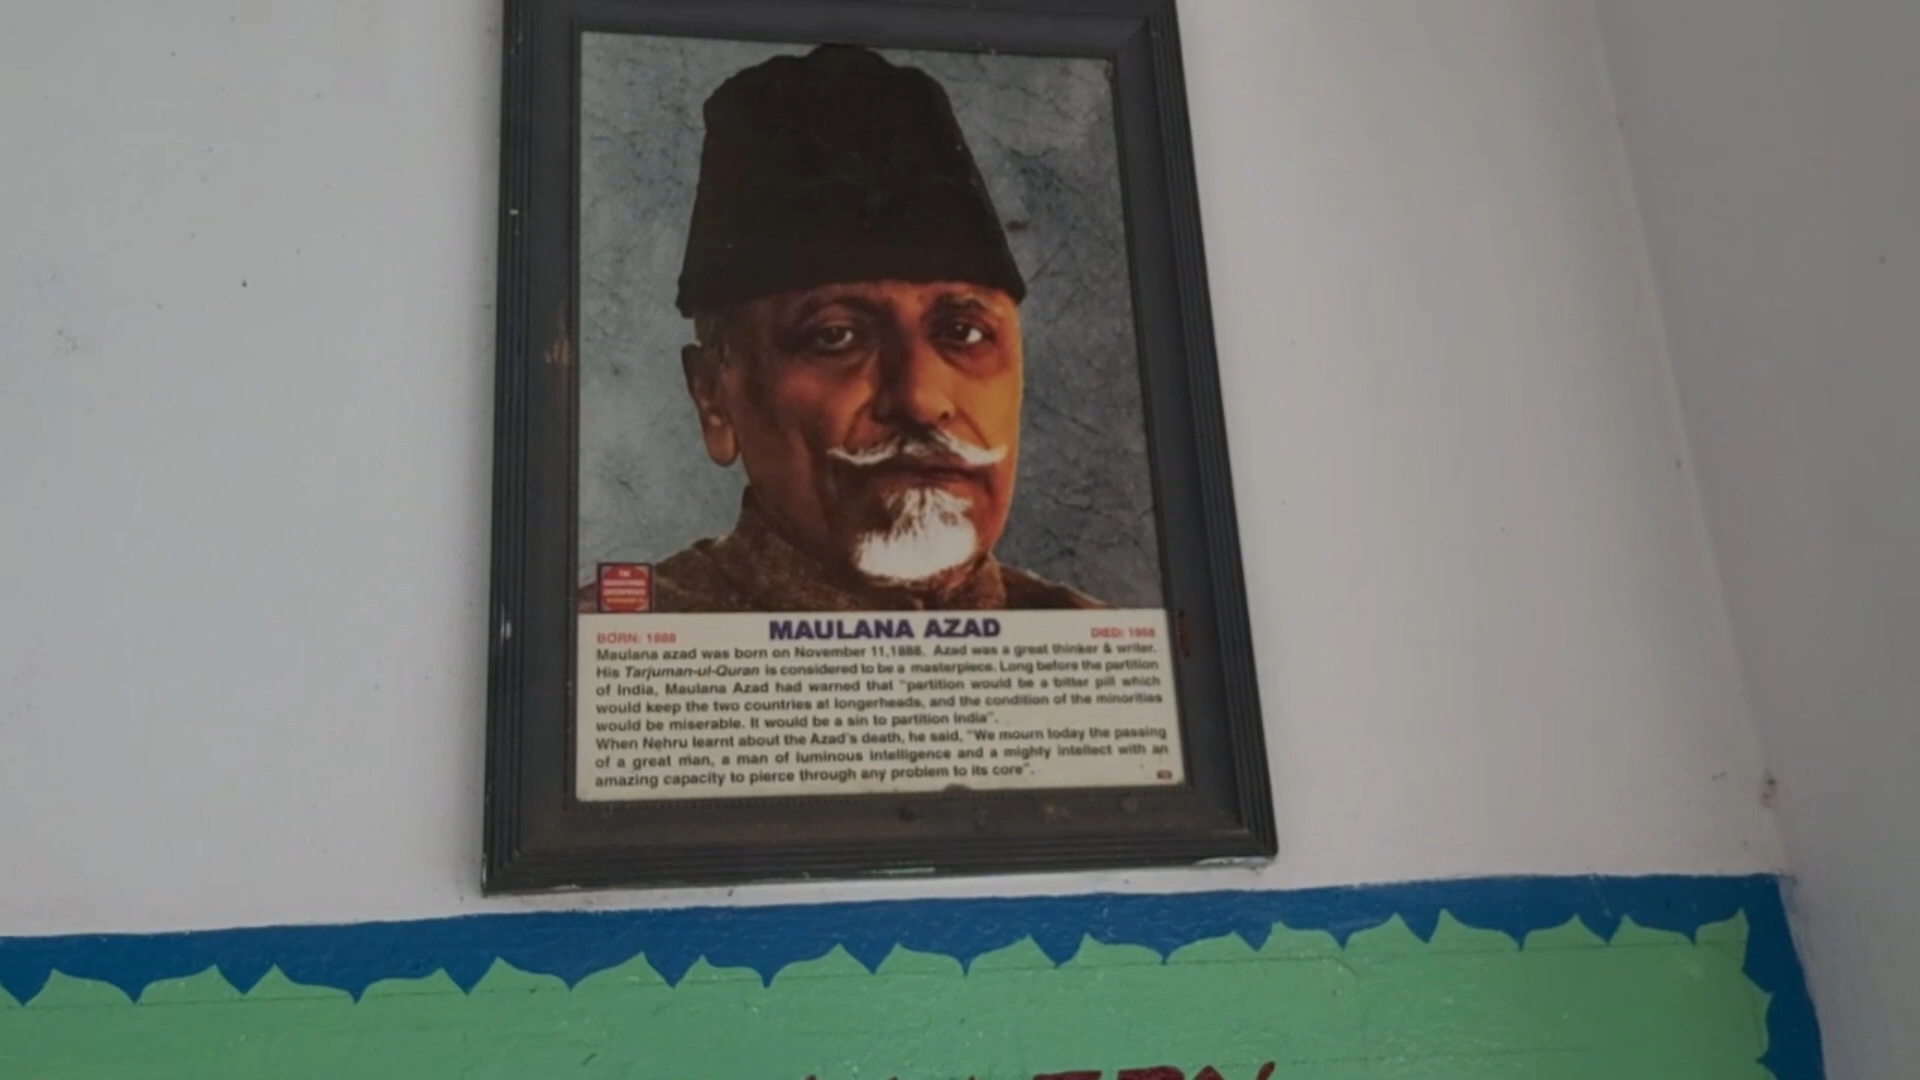 MAULANA AZAD
BORN: 1888
DIED: 1958
Maulana azad was born on November 11,1888. Azad was a great thinker & writer.
His Tarjuman-ul-Quran is considered to be a masterpiece. Long before the partition
of India, Maulana Azad had warned that "partition would be a bitter pill which
would keep the two countries at longerheads, and the condition of the minorities
would be miserable. It would be a sin to partition India".
When Nehru learnt about the Azad's death, he said, "We mourn today the passing
of a great man, a man of luminous intelligence and a mighty intellect with an
amazing capacity to pierce through any problem to its core".